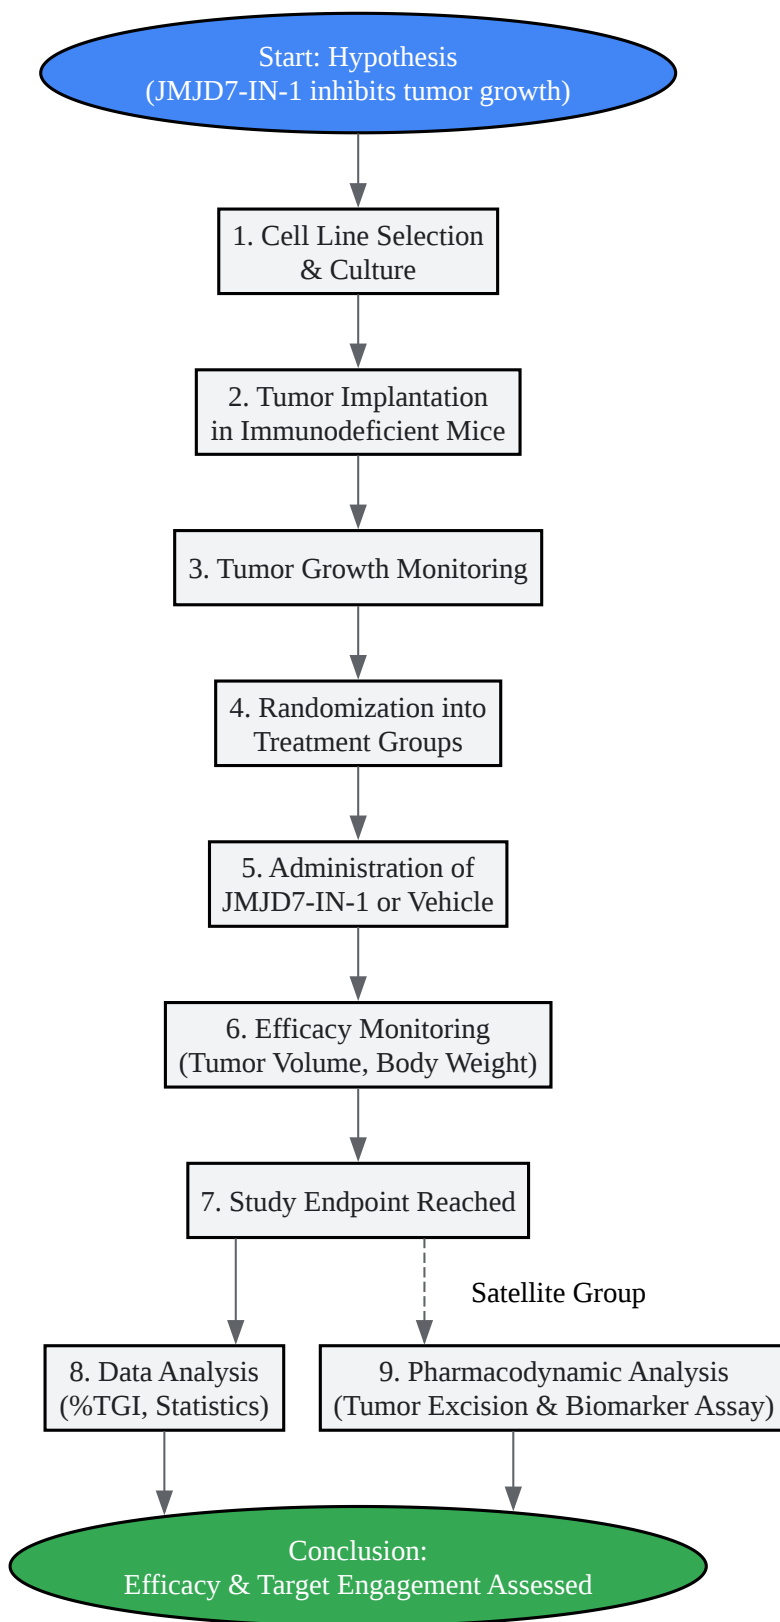 Start: Hypothesis
(JMJD7-IN-1 inhibits tumor growth)
1. Cell Line Selection
& Culture
2. Tumor Implantation
in Immunodeficient Mice
3. Tumor Growth Monitoring
4. Randomization into
Treatment Groups
5. Administration of
JMJD7-IN-1 or Vehicle
6. Efficacy Monitoring
(Tumor Volume, Body Weight)
7. Study Endpoint Reached
Satellite Group
8. Data Analysis
(%TGI, Statistics)
9. Pharmacodynamic Analysis
(Tumor Excision & Biomarker Assay)
Conclusion:
Efficacy & Target Engagement Assessed